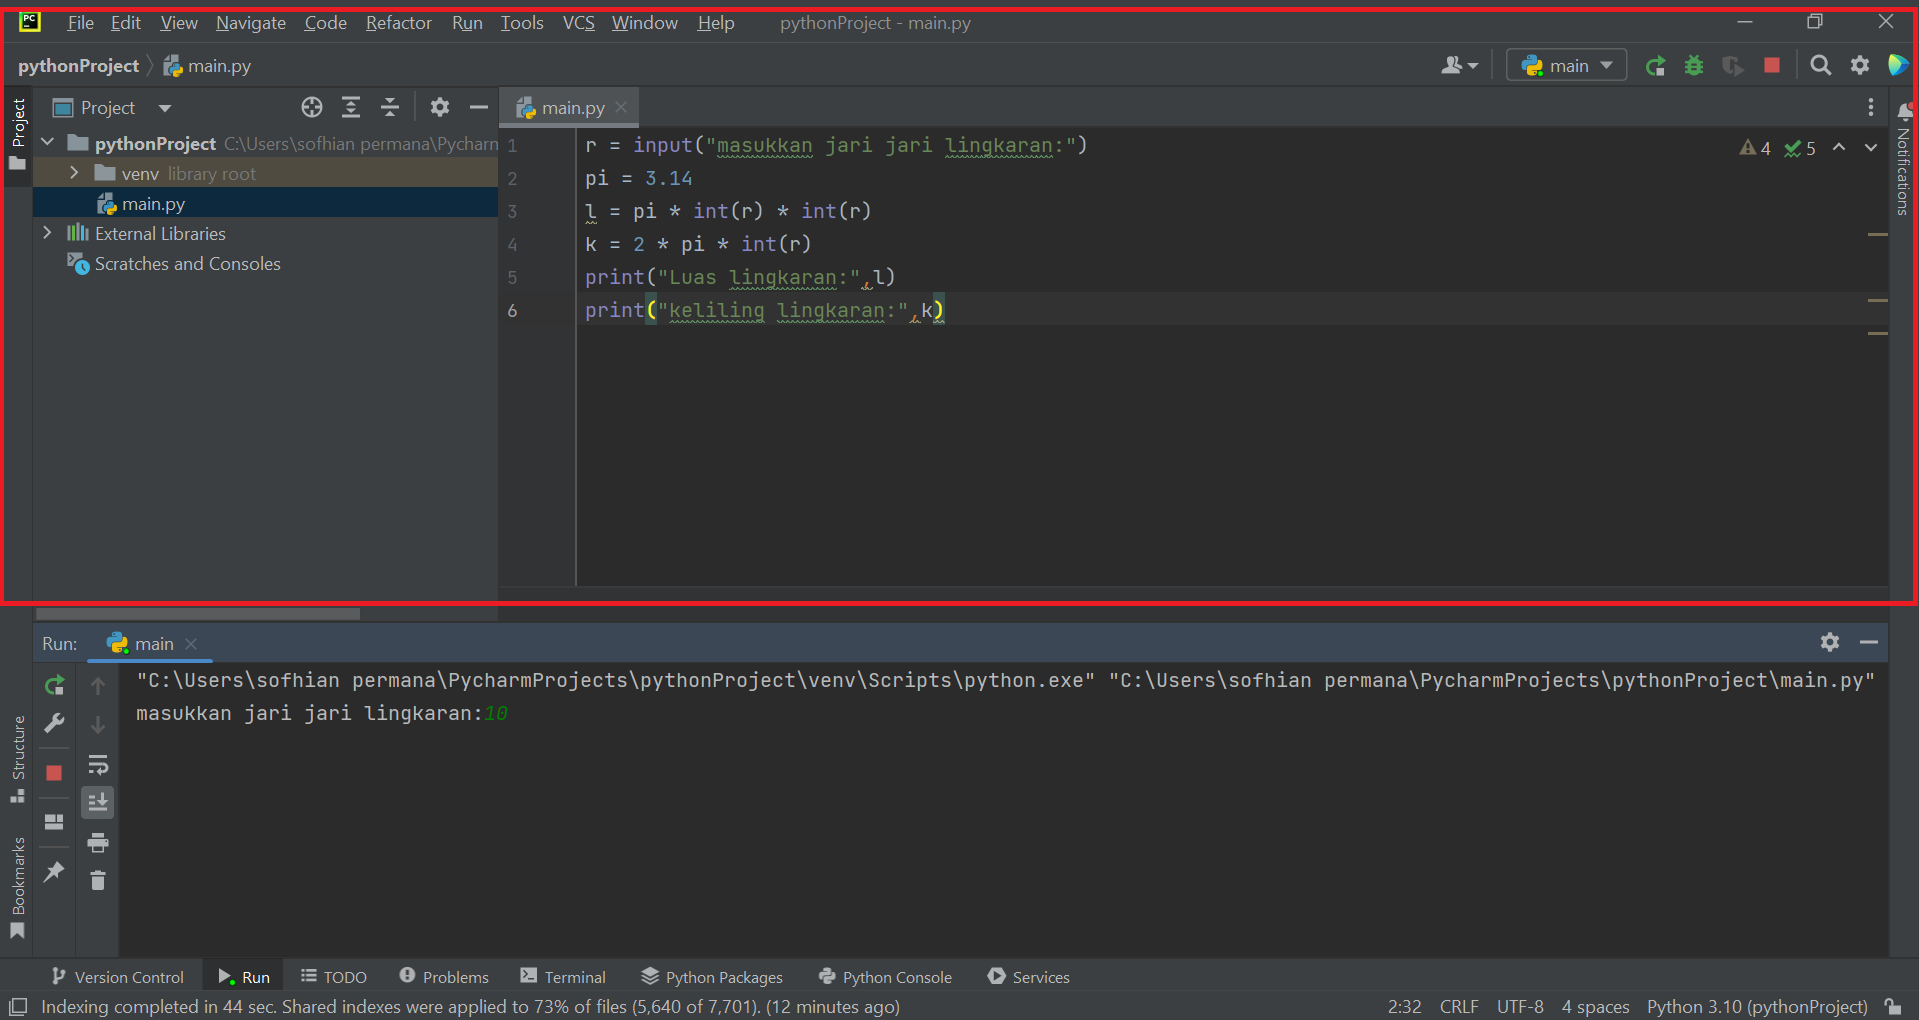 PC File Edit View Navigate Code Refactor Run Tools VCS Window Help pythonProject - main.py
pythonProject main.py main
Project
Project
pythonProject C:\Users\sofhian permana\Pycharm
venv library root
main.py
External Libraries
Scratches and Consoles
main.py
1 r = input("masukkan jari jari lingkaran:")
2 pi = 3.14
3 l = pi * int(r) * int(r)
4 k = 2 * pi * int(r)
5 print("Luas lingkaran:",l)
6 print("keliling lingkaran:",k)
4 5
Notifications
Run: main
"C:\Users\sofhian permana\PycharmProjects\pythonProject\venv\Scripts\python.exe" "C:\Users\sofhian permana\PycharmProjects\pythonProject\main.py"
masukkan jari jari lingkaran:10
Structure
Bookmarks
Version Control Run TODO Problems Terminal Python Packages Python Console Services
Indexing completed in 44 sec. Shared indexes were applied to 73% of files (5,640 of 7,701). (12 minutes ago) 2:32 CRLF UTF-8 4 spaces Python 3.10 (pythonProject)